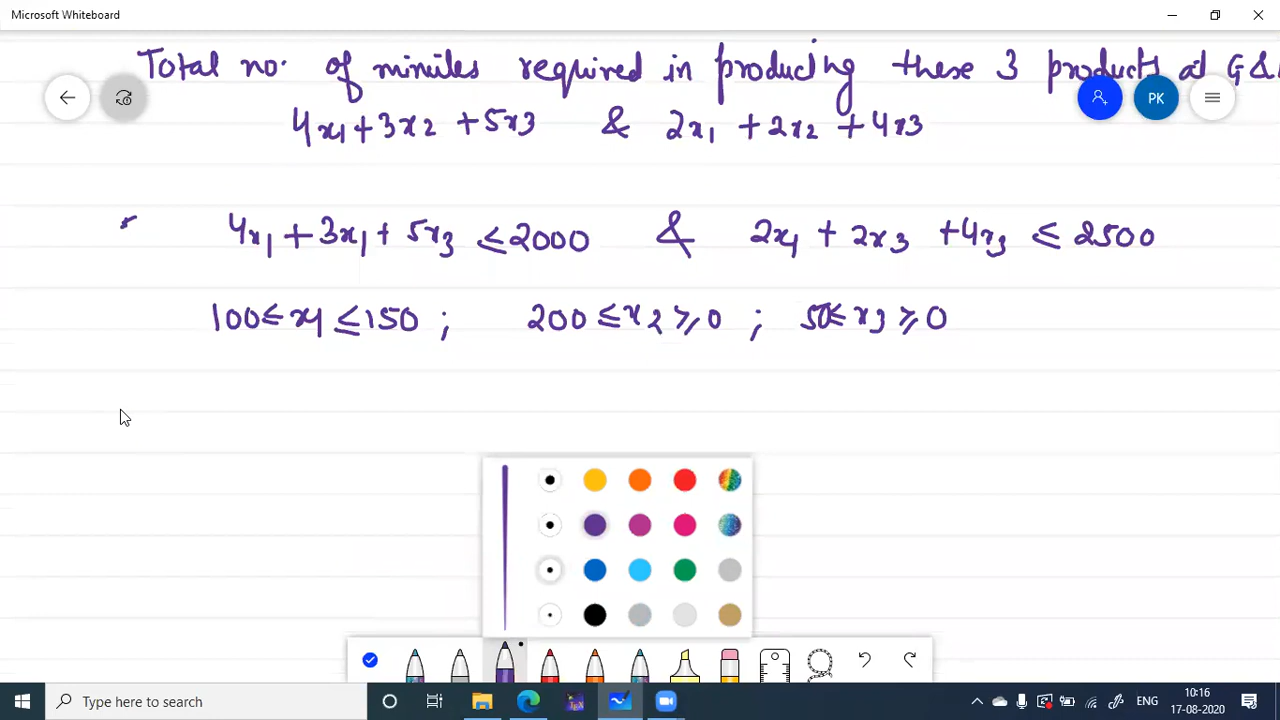 Microsoft Whiteboard
Total no. of minutes required in producing these 3 products at G &
PK
4x₁+3x₂ +5x3 & 2x₁ +2x₂ +4x3
4x₁+3x₁+5x₃ ≤2000 & 2x₁ + 2x₃ +4x₃ ≤ 2500
100≤x1≤150 ; 200 ≤x₂ ≥0 ; 50≤ x₃ ≥0
Type here to search
ENG
10:16
17-08-2020